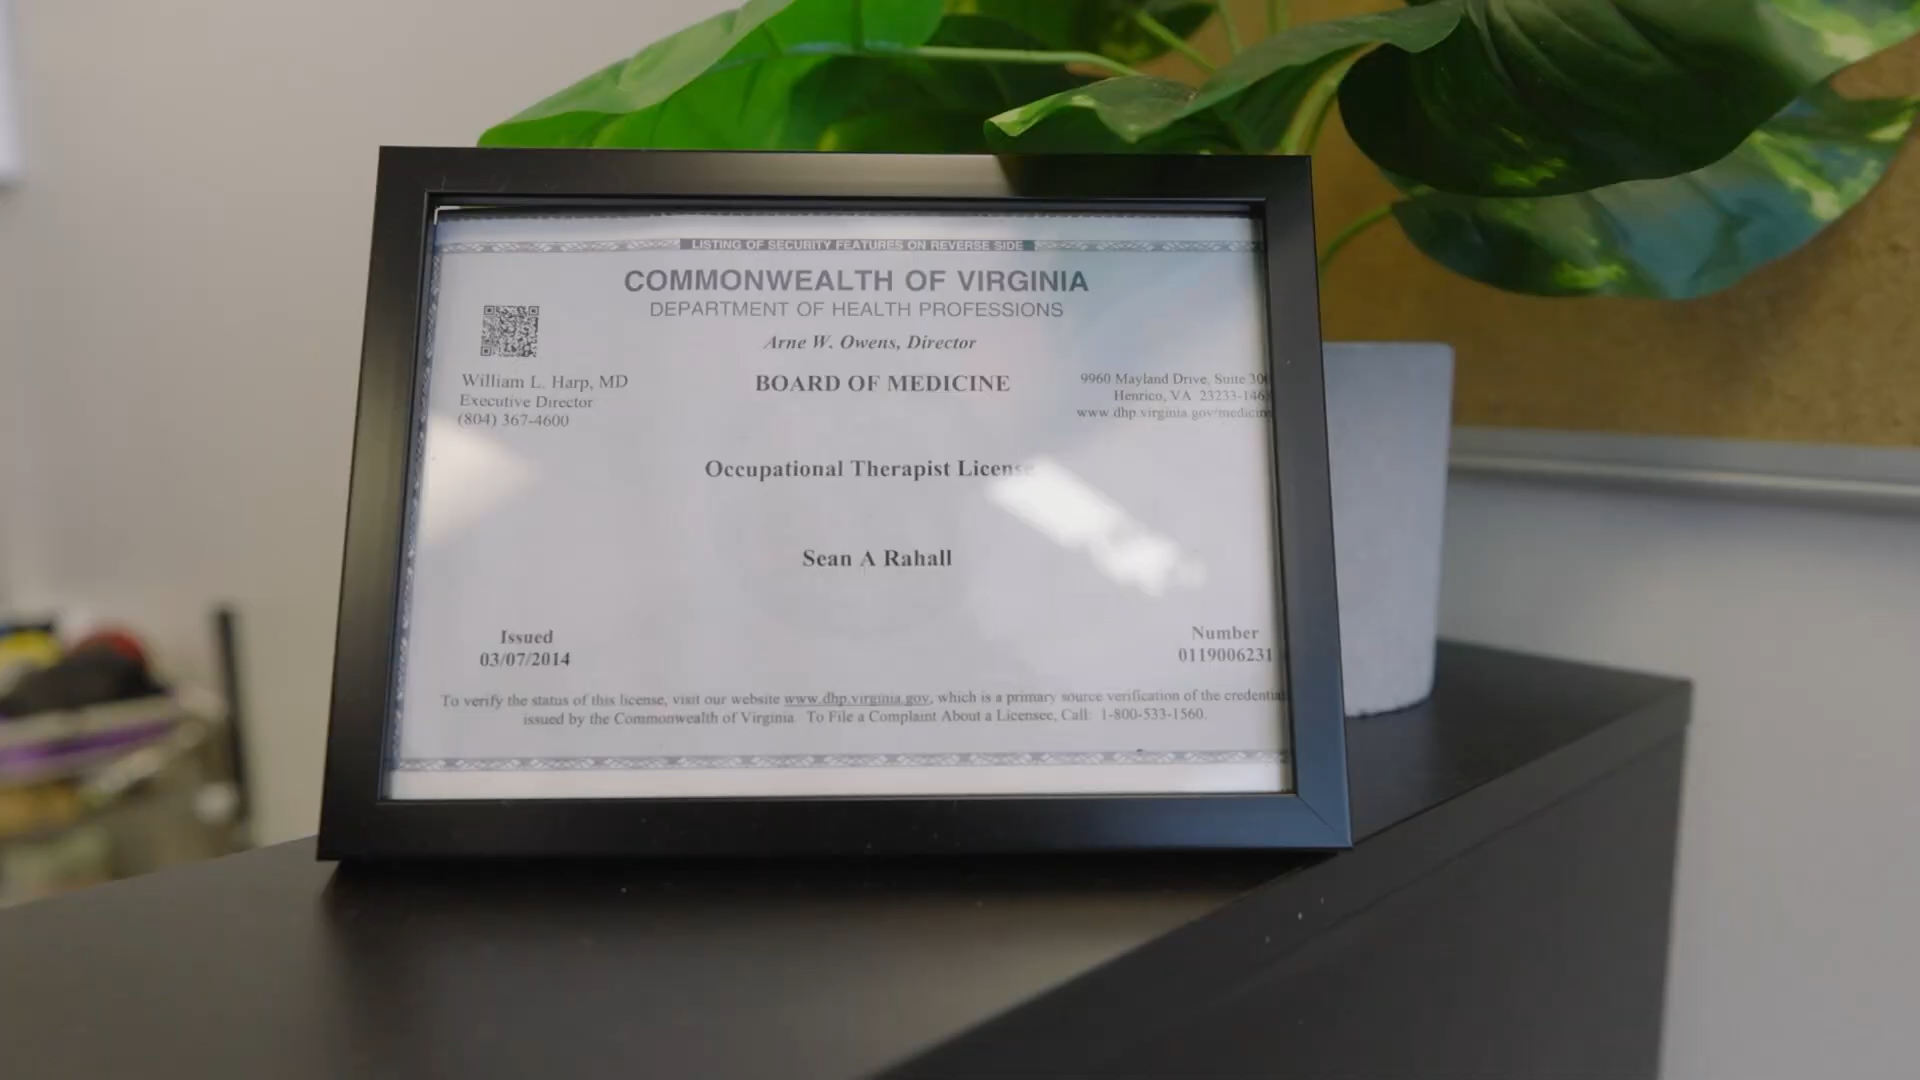 LISTING OF SECURITY FEATURES ON REVERSE SIDE
COMMONWEALTH OF VIRGINIA
DEPARTMENT OF HEALTH PROFESSIONS
Arne W. Owens, Director
William L. Harp, MD
Executive Director
(804) 367-4600
BOARD OF MEDICINE
9960 Mayland Drive, Suite
Henrico, VA
www.dhp.virginia.gov/medicine
Occupational Therapist License
Sean A Rahall
Issued
03/07/2014
Number
0119006231
To verify the status of this license, visit our website www.dhp.virginia.gov, which is a primary source verification of the
issued by the Commonwealth of Virginia. To File a Complaint About a Licensee, Call: 1-800-533-1560.